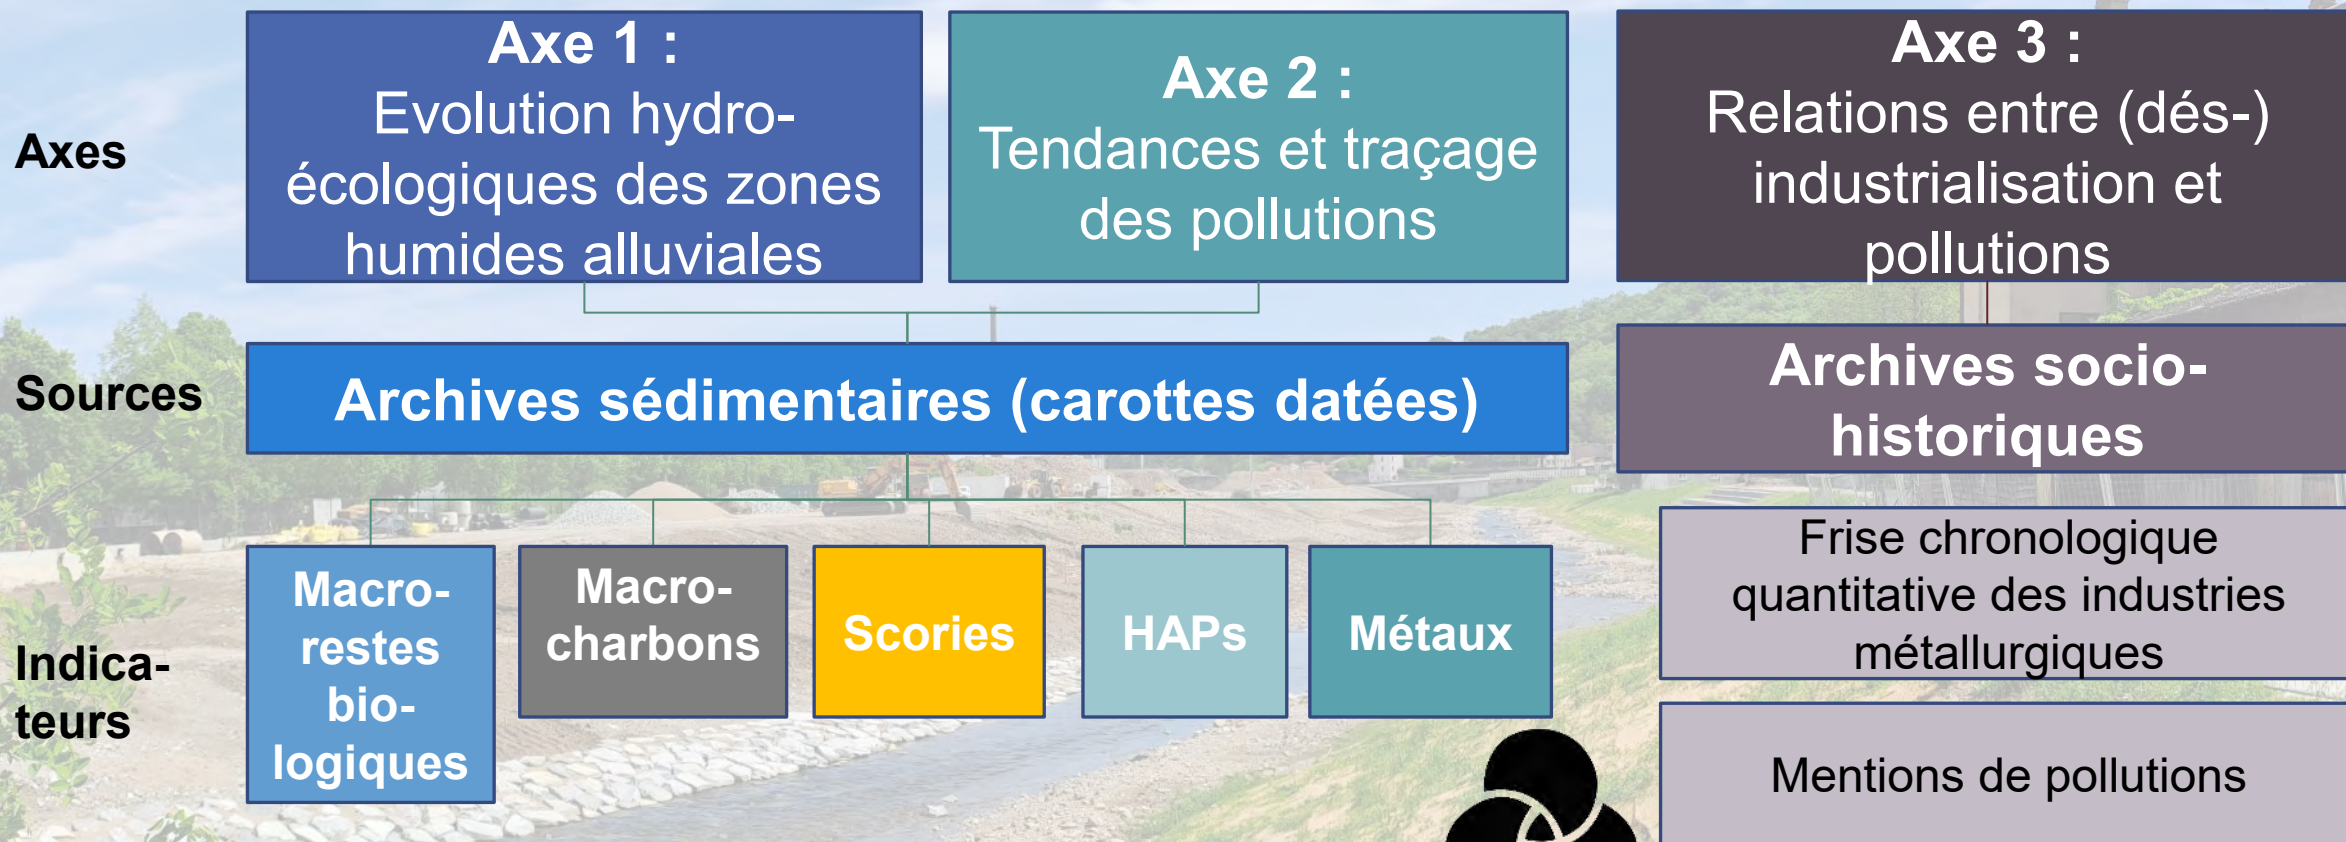 Axes
Axe 1 :
Evolution hydro-
écologiques des zones
humides alluviales
Axe 2 :
Tendances et traçage
des pollutions
Axe 3 :
Relations entre (dés-)
industrialisation et
pollutions
Sources
Archives sédimentaires (carottes datées)
Archives socio-
historiques
Indica-
teurs
Macro-
restes
bio-
logiques
Macro-
charbons
Scories
HAPs
Métaux
Frise chronologique
quantitative des industries
métallurgiques
Mentions de pollutions